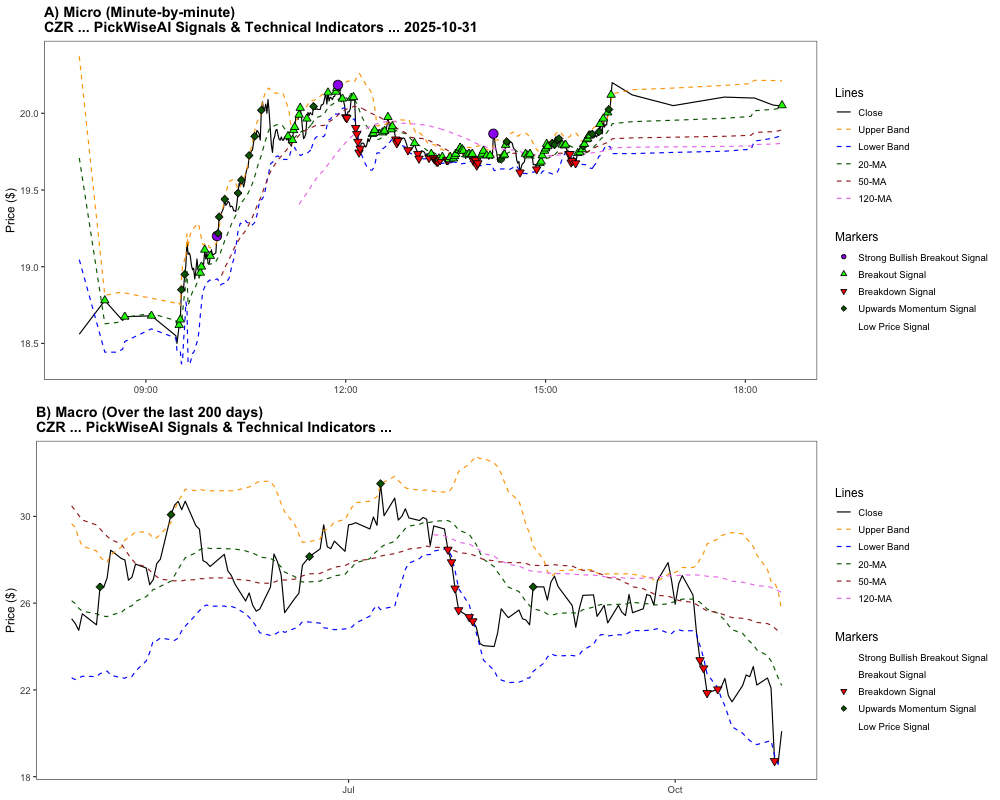 A) Micro (Minute-by-minute)
CZR ... PickWiseAI Signals & Technical Indicators ... 2025-10-31
Price ($)
20.0
19.5
19.0
18.5
09:00
12:00
15:00
18:00
Lines
Close
Upper Band
Lower Band
20-MA
50-MA
120-MA
Markers
Strong Bullish Breakout Signal
Breakout Signal
Breakdown Signal
Upwards Momentum Signal
Low Price Signal
B) Macro (Over the last 200 days)
CZR ... PickWiseAI Signals & Technical Indicators ...
Price ($)
30
26
22
18
Jul
Oct
Lines
Close
Upper Band
Lower Band
20-MA
50-MA
120-MA
Markers
Strong Bullish Breakout Signal
Breakout Signal
Breakdown Signal
Upwards Momentum Signal
Low Price Signal